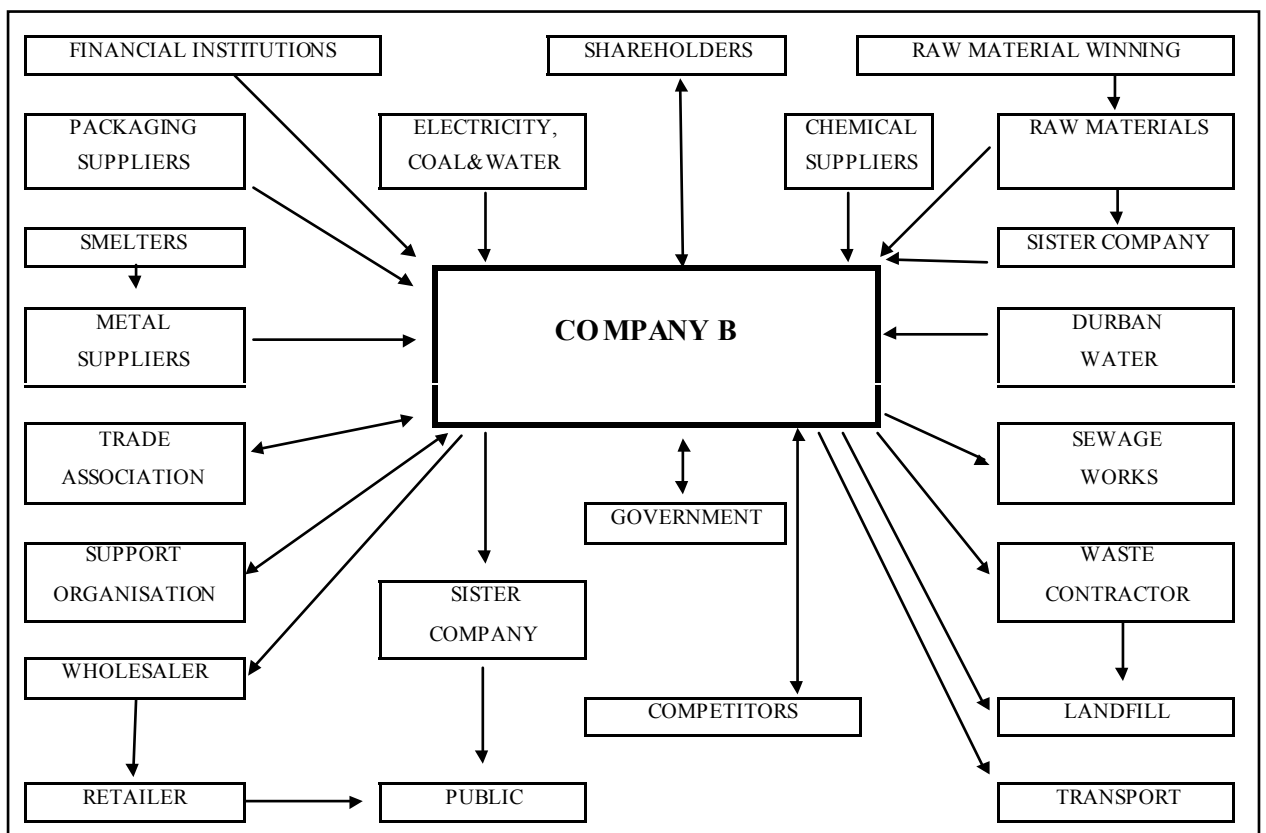 FINANCIAL INSTITUTIONS
SHAREHOLDERS
RAW MATERIAL WINNING
PACKAGING
SUPPLIERS
ELECTRICITY,
COAL&WATER
CHEMICAL
SUPPLIERS
RAW MATERIALS
SMELTERS
SISTER COMPANY
METAL
SUPPLIERS
COMPANY B
DURBAN
WATER
TRADE
ASSOCIATION
SEWAGE
WORKS
GOVERNMENT
SUPPORT
ORGANISATION
SISTER
COMPANY
WASTE
CONTRACTOR
WHOLESALER
COMPETITORS
LANDFILL
RETAILER
PUBLIC
TRANSPORT